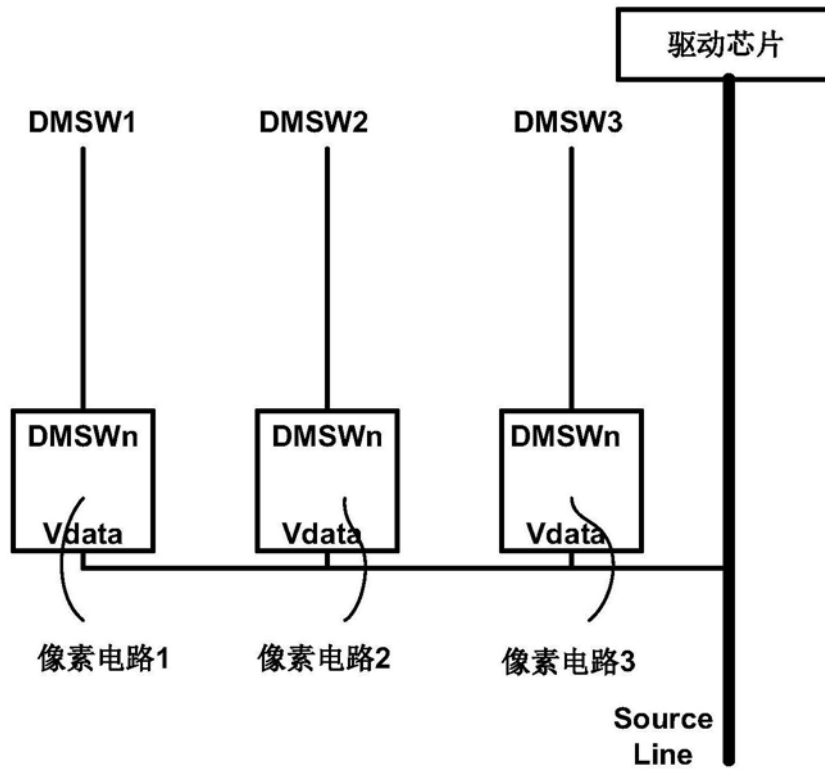 驱动芯片
DMSW1 DMSW2 DMSW3
DMSWn DMSWn DMSWn
Vdata Vdata Vdata
像素电路1 像素电路2 像素电路3
Source
Line